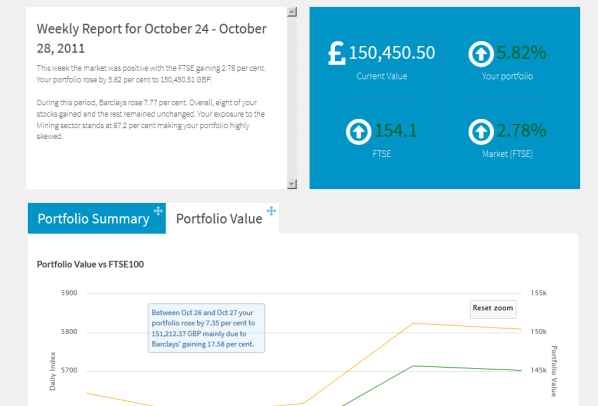 Weekly Report for October 24 - October
28, 2011
This week the market was positive with the FTSE gaining 2.78 per cent.
Your portfolio rose by 5.82 per cent to 150,450.51 GBP.
During this period, Barclays rose 7.77 per cent. Overall, eight of your
stocks gained and the rest remained unchanged. Your exposure to the
Mining sector stands at 87.2 per cent making your portfolio highly
skewed.
£ 150,450.50
Current Value
5.82%
Your portfolio
154.1
FTSE
2.78%
Market (FTSE)
Portfolio Summary
Portfolio Value
Portfolio Value vs FTSE100
5900
5800
5700
Daily Index
Between Oct 26 and Oct 27 your
portfolio rose by 7.35 per cent to
151,212.37 GBP mainly due to
Barclays' gaining 17.58 per cent.
Reset zoom
155k
150k
145k
Portfolio Value